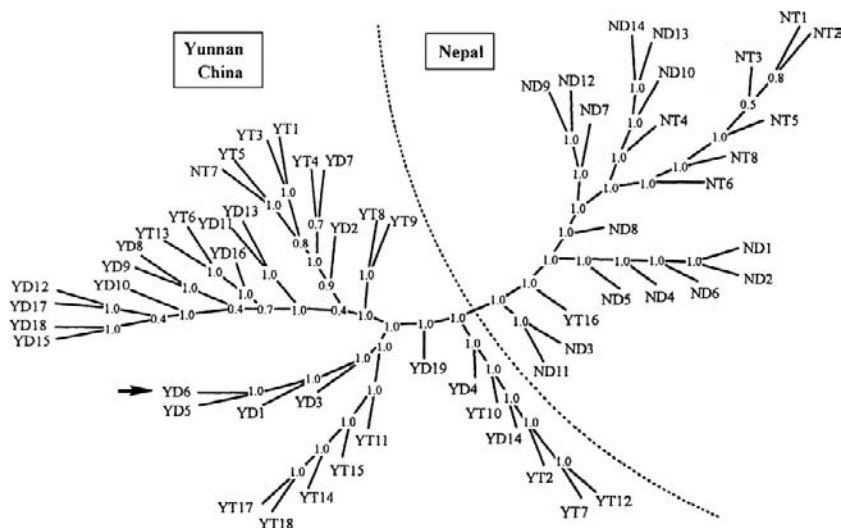 Yunnan
China
Nepal
NT1
NT2
ND14
ND13
NT3
0.8
ND12
ND10
ND9
1.0
0.5
ND7
NT5
YT1
YT3
1.0
NT4
1.0
1.0
YT5
YT4
YD7
1.0
NT8
NT7
1.0
1.0
1.0
1.0
1.0
NT6
1.0
YD13
0.7
YT8
1.0
YT6
YD11
YD2
YT9
YT13
0.8
1.0
ND8
YD8
YD16
1.0
ND1
YD9
1.0
1.0
1.0
1.0
1.0
1.0
1.0
1.0
ND2
YD12
YD10
1.0
1.0
0.9
1.0
ND6
YD17
ND5
ND4
1.0
1.0
0.4
0.7
1.0
0.4
1.0
1.0
YT16
YD18
1.0
0.4
1.0
1.0
1.0
1.0
YD15
1.0
1.0
ND3
1.0
YD19
ND11
YD6
1.0
1.0
YD4
1.0
YD5
YD1
YD3
1.0
YT10
1.0
YD14
1.0
YT11
1.0
YT15
YT2
1.0
1.0
1.0
YT14
YT17
YT12
YT18
YT7